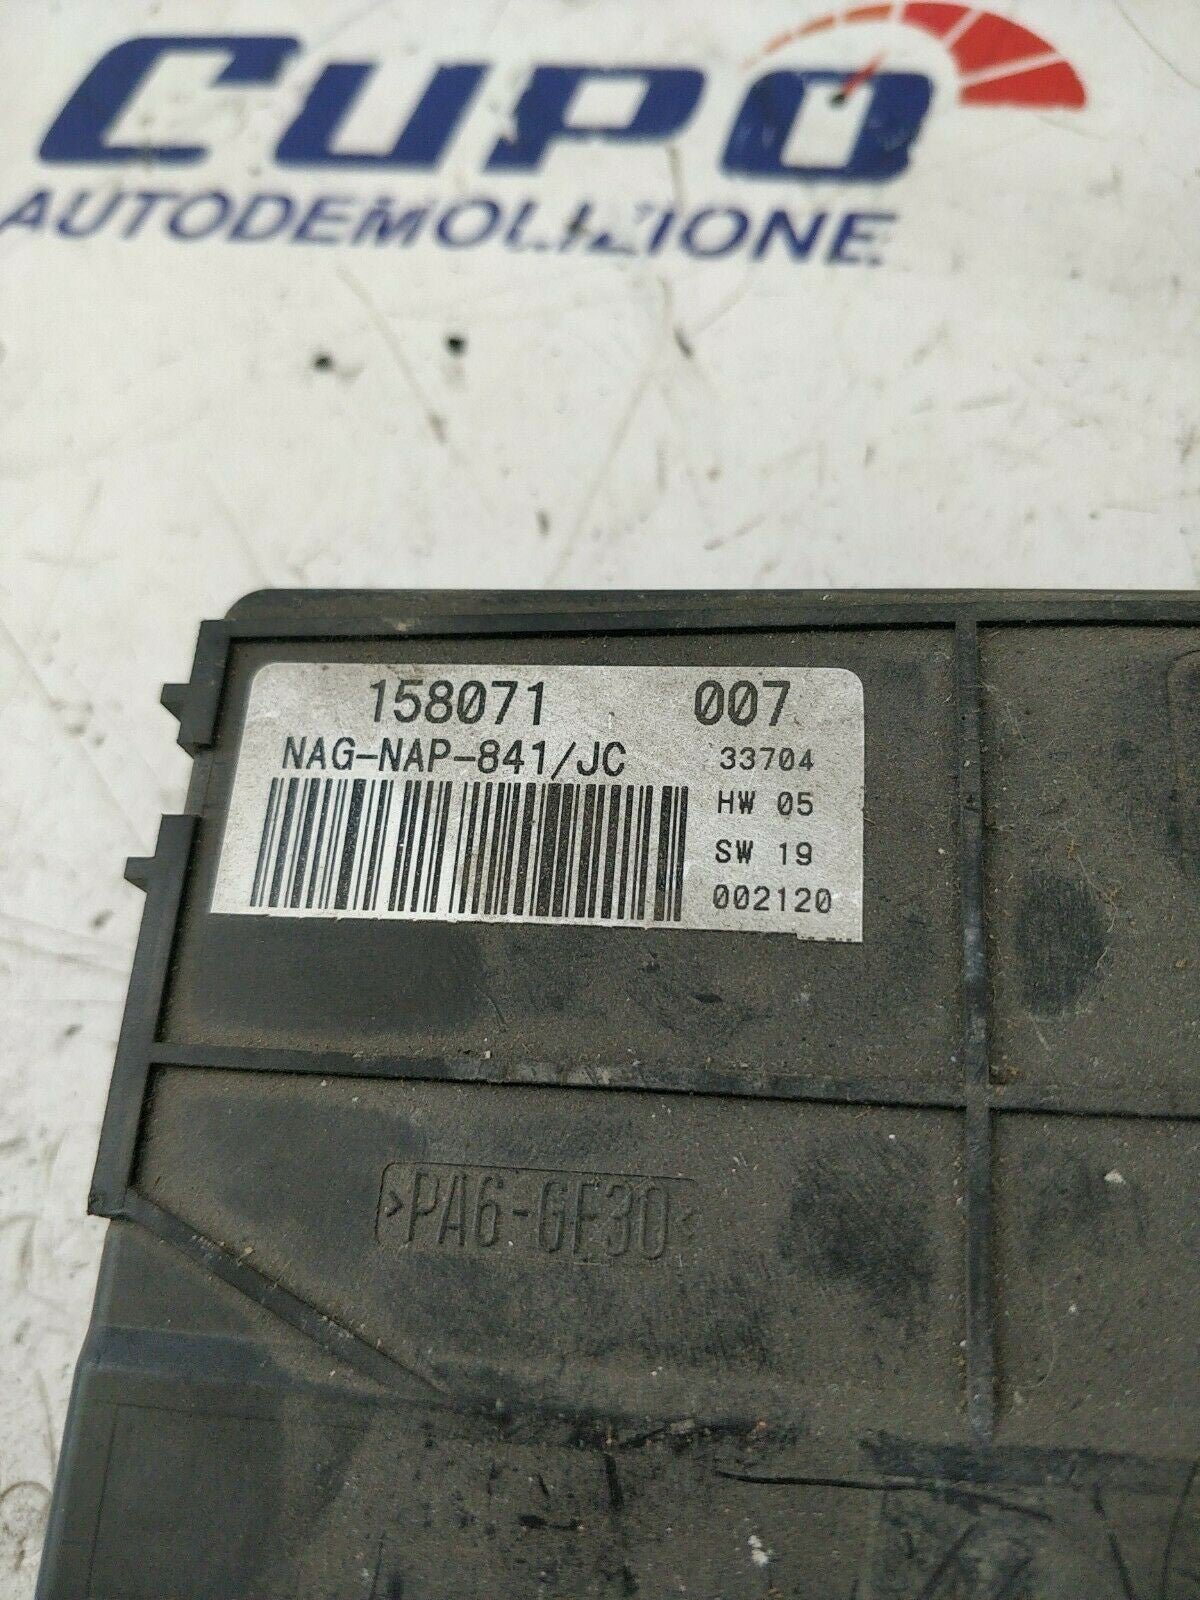 CUPO
AUTODEMOLIZIONE
158071 007
NAG-NAP-841/JC 33704
HW 05
SW 19
002120
>PA6-GF30<